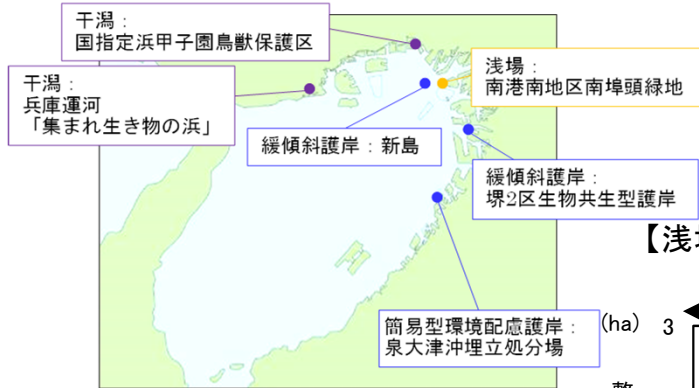 干潟：
国指定浜甲子園鳥獣保護区
干潟：
兵庫運河
「集まれ生き物の浜」
浅場：
南港南地区南埠頭緑地
緩傾斜護岸：新島
緩傾斜護岸：
堺2区生物共生型護岸
簡易型環境配慮護岸：
泉大津沖埋立処分場
【浅
(ha) 3